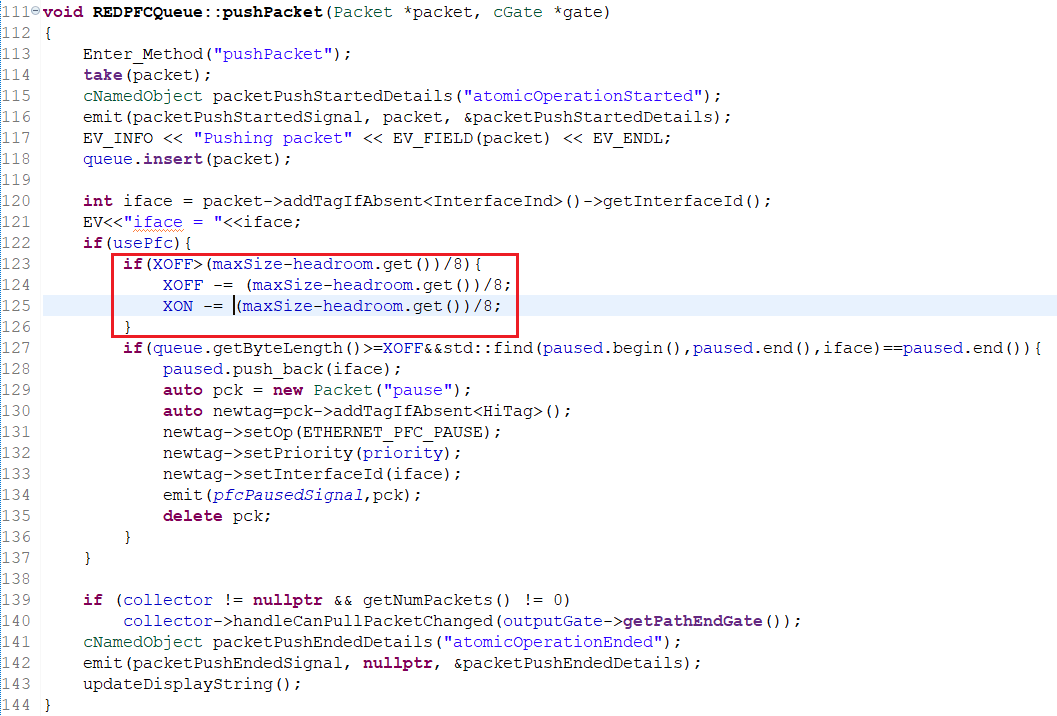 111 void REDPFCQueue::pushPacket(Packet *packet, cGate *gate)
112 {
113     Enter_Method("pushPacket");
114     take(packet);
115     cNamedObject packetPushStartedDetails("atomicOperationStarted");
116     emit(packetPushStartedSignal, packet, &packetPushStartedDetails);
117     EV_INFO << "Pushing packet" << EV_FIELD(packet) << EV_ENDL;
118     queue.insert(packet);
119
120     int iface = packet->addTagIfAbsent<InterfaceInd>()->getInterfaceId();
121     EV<<"iface = "<<iface;
122     if(usePfc){
123         if(XOFF>(maxSize-headroom.get())/8){
124             XOFF -= (maxSize-headroom.get())/8;
125             XON -= (maxSize-headroom.get())/8;
126         }
127         if(queue.getByteLength()>=XOFF&&std::find(paused.begin(),paused.end(),iface)==paused.end()){
128             paused.push_back(iface);
129             auto pck = new Packet("pause");
130             auto newtag=pck->addTagIfAbsent<HiTag>();
131             newtag->setOp(ETHERNET_PFC_PAUSE);
132             newtag->setPriority(priority);
133             newtag->setInterfaceId(iface);
134             emit(pfcPausedSignal,pck);
135             delete pck;
136         }
137     }
138
139     if (collector != nullptr && getNumPackets() != 0)
140         collector->handleCanPullPacketChanged(outputGate->getPathEndGate());
141     cNamedObject packetPushEndedDetails("atomicOperationEnded");
142     emit(packetPushEndedSignal, nullptr, &packetPushEndedDetails);
143     updateDisplayString();
144 }